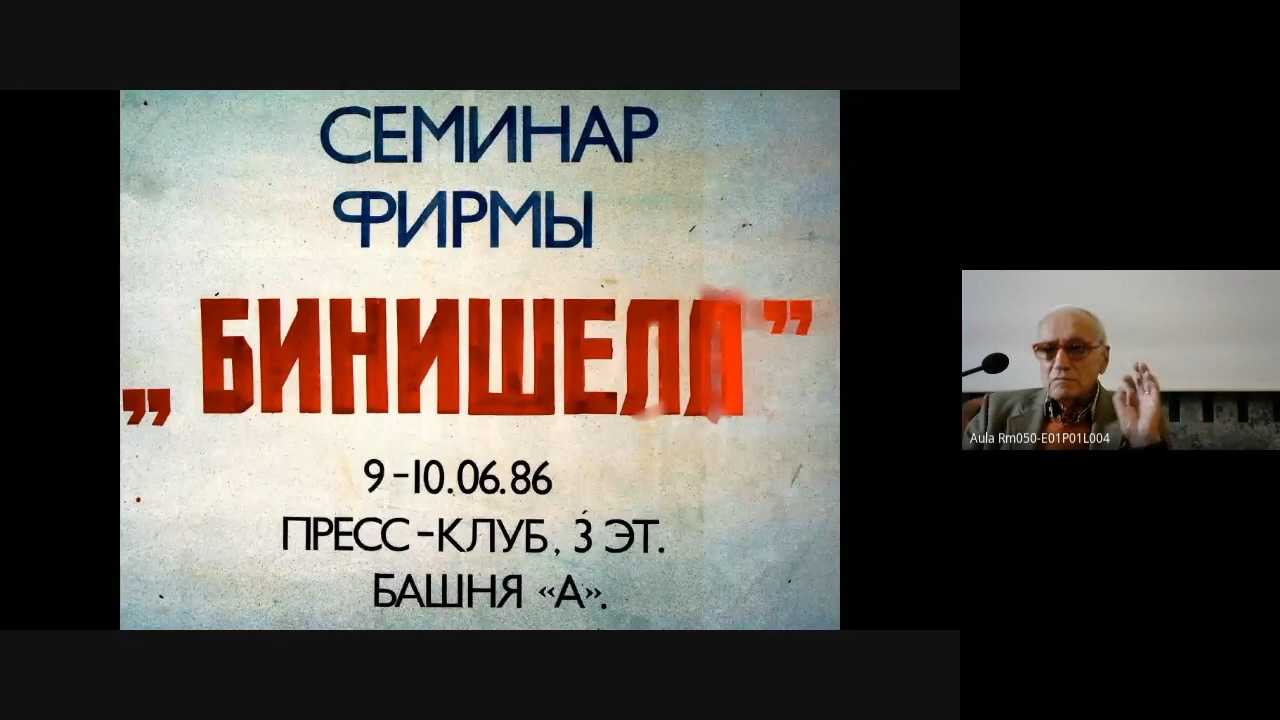 СЕМИНАР
ФИРМЫ
„БИНИШЕЛЛ”
9-10.06.86
ПРЕСС-КЛУБ, 3 ЭТ.
БАШНЯ «А».
Aula Rm050-E01P01L004